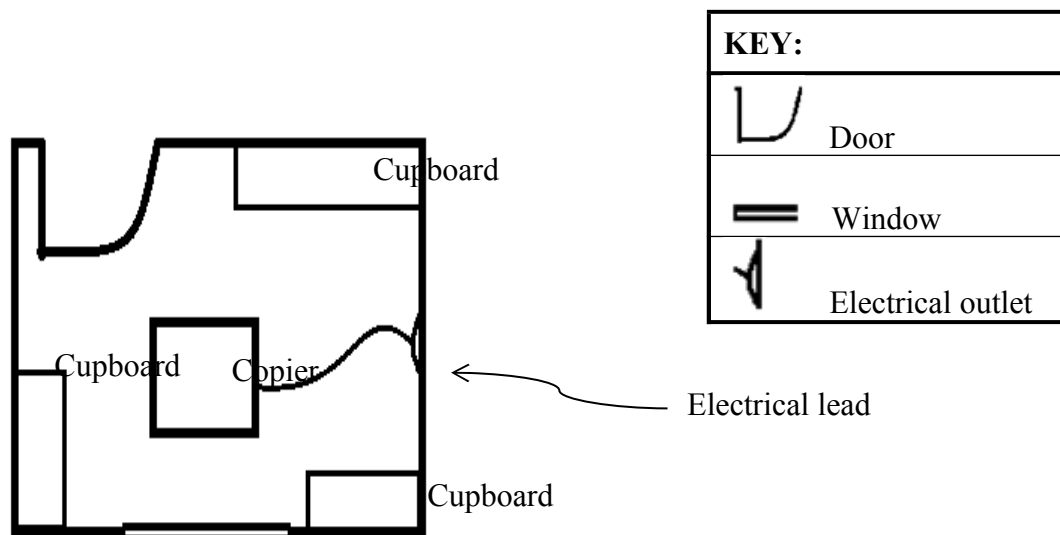 KEY:
Door
Window
Electrical outlet
Cupboard
Cupboard
Copier
Electrical lead
Cupboard